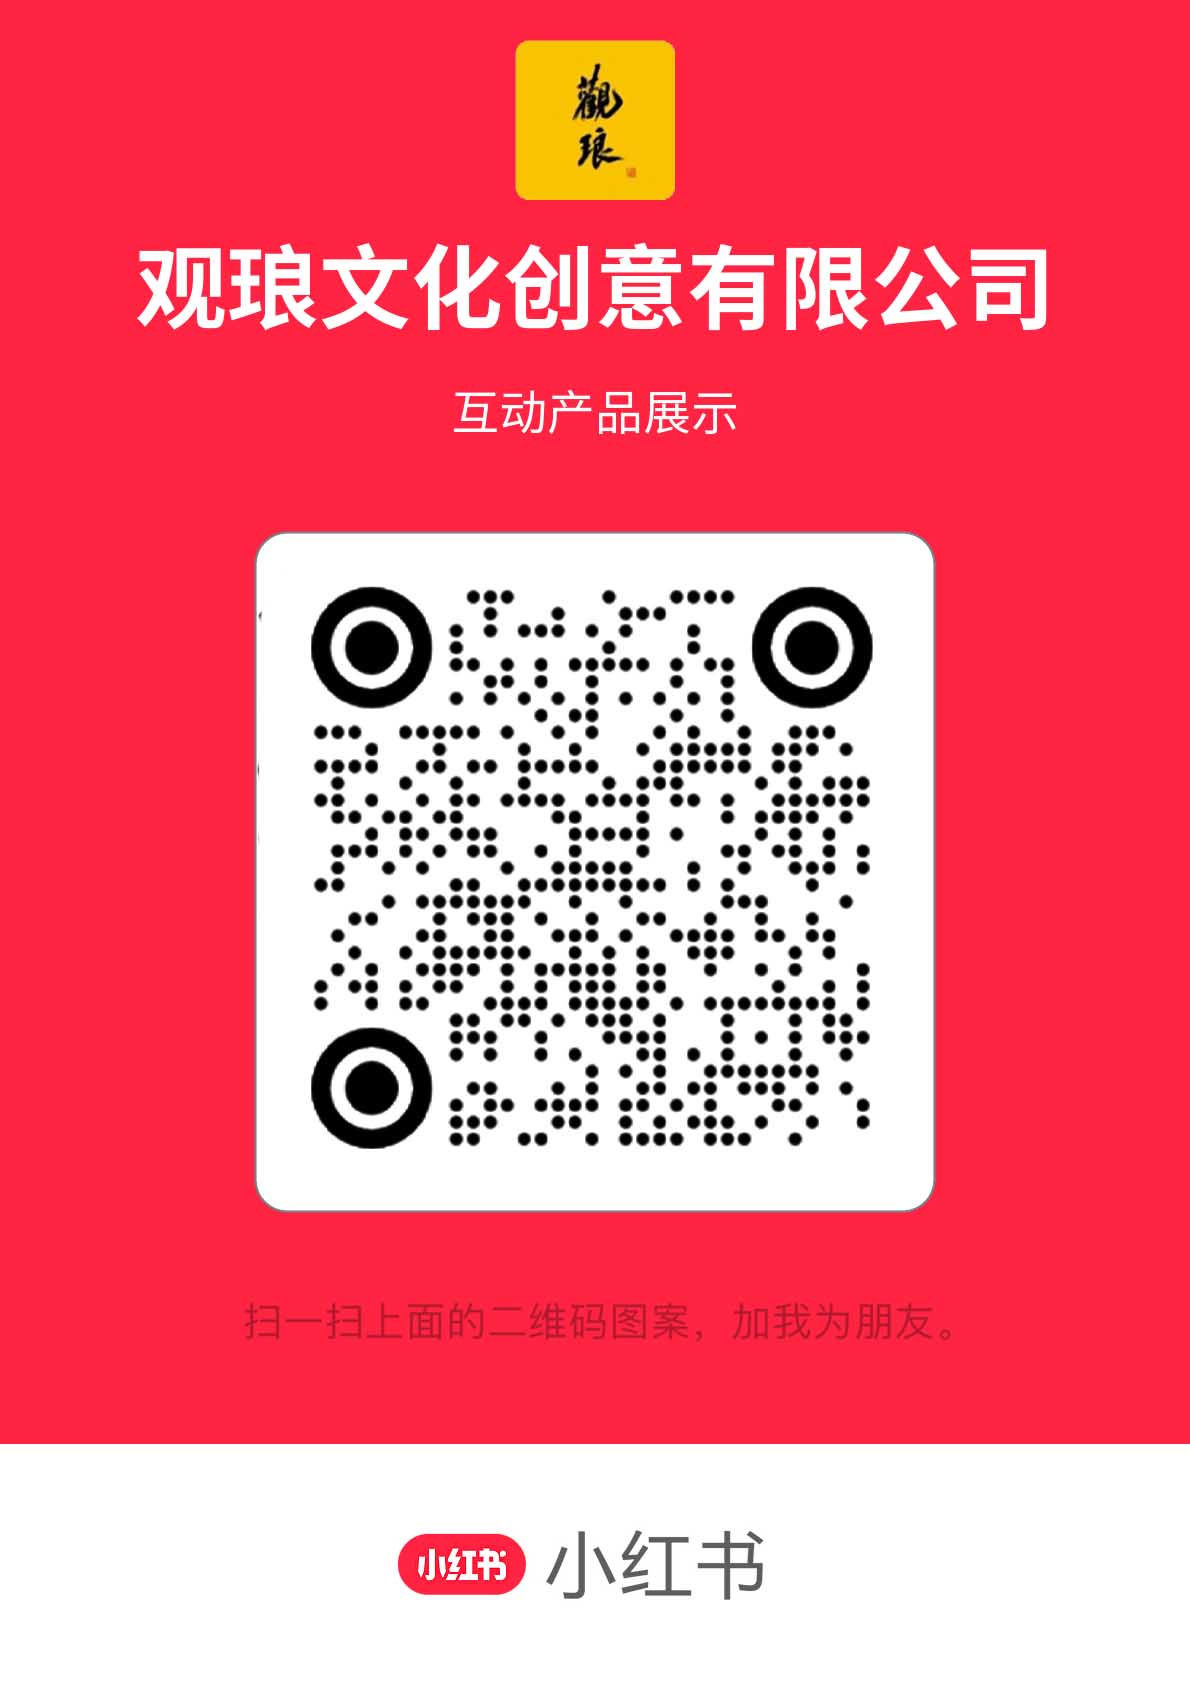 觀
琅
观琅文化创意有限公司
互动产品展示
扫一扫上面的二维码图案，加我为朋友。
小红书 小红书